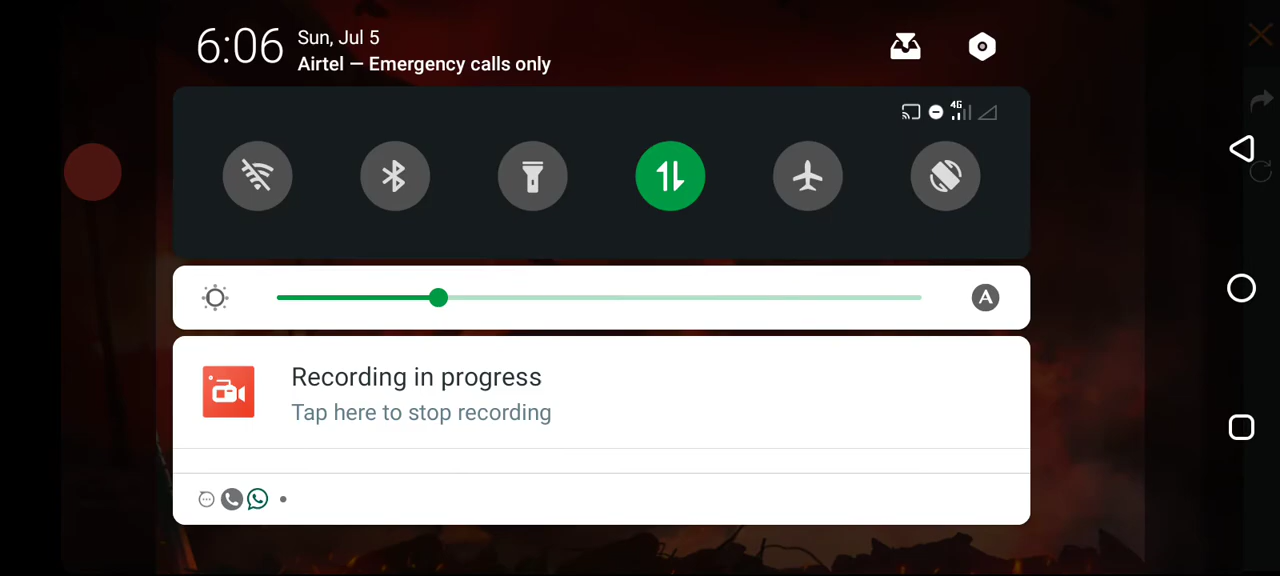 6:06
Sun, Jul 5
Airtel — Emergency calls only
4G
A
Recording in progress
Tap here to stop recording